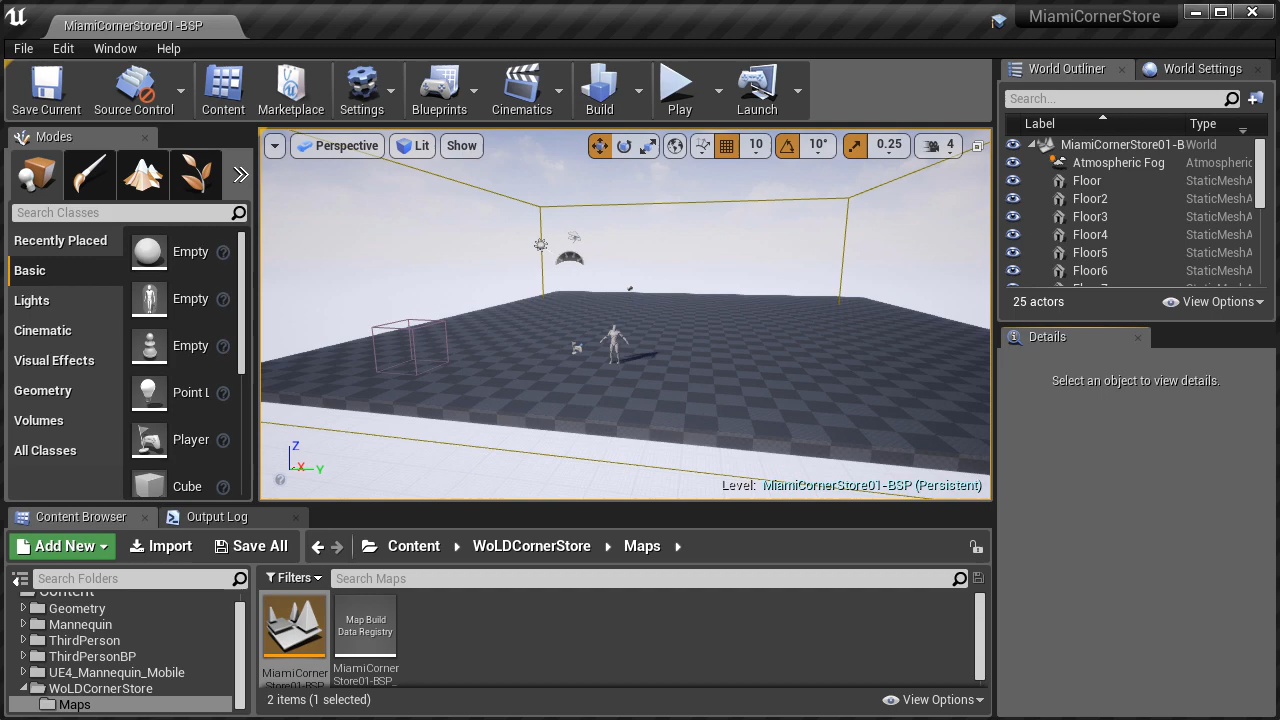 MiamiCornerStore01-BSP
MiamiCornerStore
File Edit Window Help
Save Current
Source Control
Content
Marketplace
Settings
Blueprints
Cinematics
Build
Play
Launch
Modes
Search Classes
Recently Placed
Basic
Lights
Cinematic
Visual Effects
Geometry
Volumes
All Classes
Empty
Empty
Empty
Point L
Player
Cube
Perspective
Lit
Show
10
10°
0.25
4
Z
X
Y
Level: MiamiCornerStore01-BSP (Persistent)
World Outliner
World Settings
Search...
Label Type
MiamiCornerStore01-B World
Atmospheric Fog Atmospheric
Floor StaticMeshA
Floor2 StaticMeshA
Floor3 StaticMeshA
Floor4 StaticMeshA
Floor5 StaticMeshA
Floor6 StaticMeshA
25 actors
View Options
Details
Select an object to view details.
Content Browser
Output Log
Add New
Import
Save All
Content
WoLDCornerStore
Maps
Search Folders
Content
Geometry
Mannequin
ThirdPerson
ThirdPersonBP
UE4_Mannequin_Mobile
WoLDCornerStore
Maps
Filters
Search Maps
MiamiCorner
Store01-BSP
Map Build
Data Registry
MiamiCorner
Store01-BSP_
2 items (1 selected)
View Options